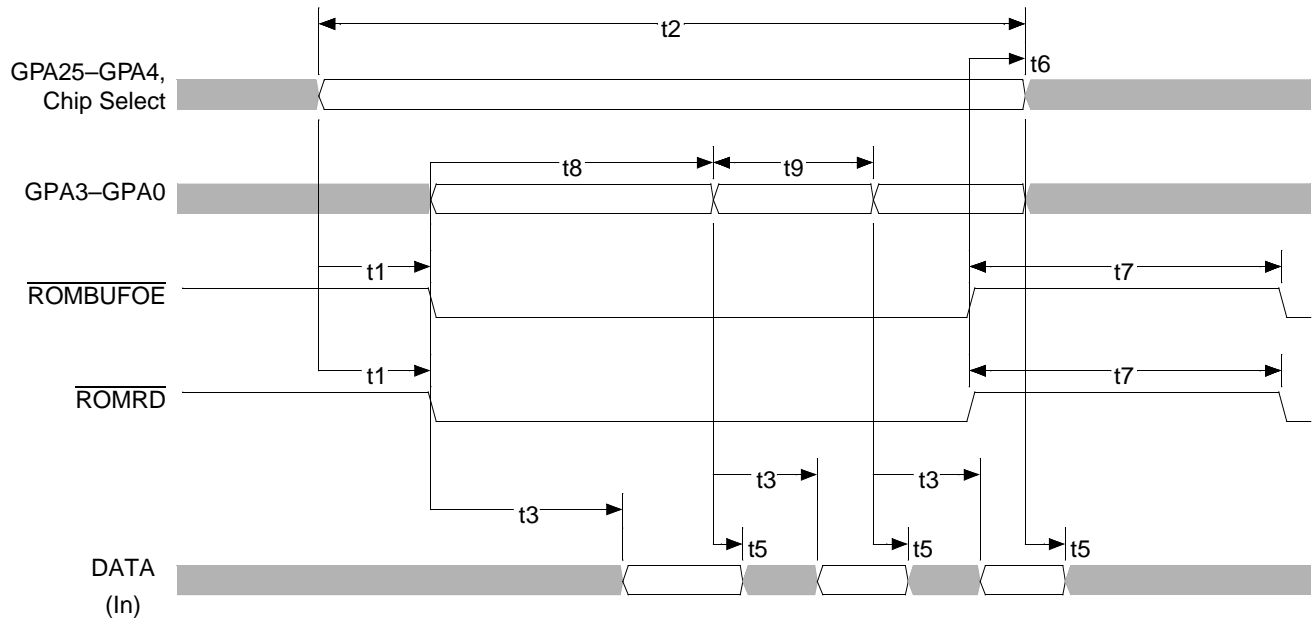 t2
GPA25–GPA4,
Chip Select
t6
t8
t9
GPA3–GPA0
t1
t7
ROMBUFOE
t1
t7
ROMRD
t3
t3
t3
t5
t5
t5
DATA
(In)